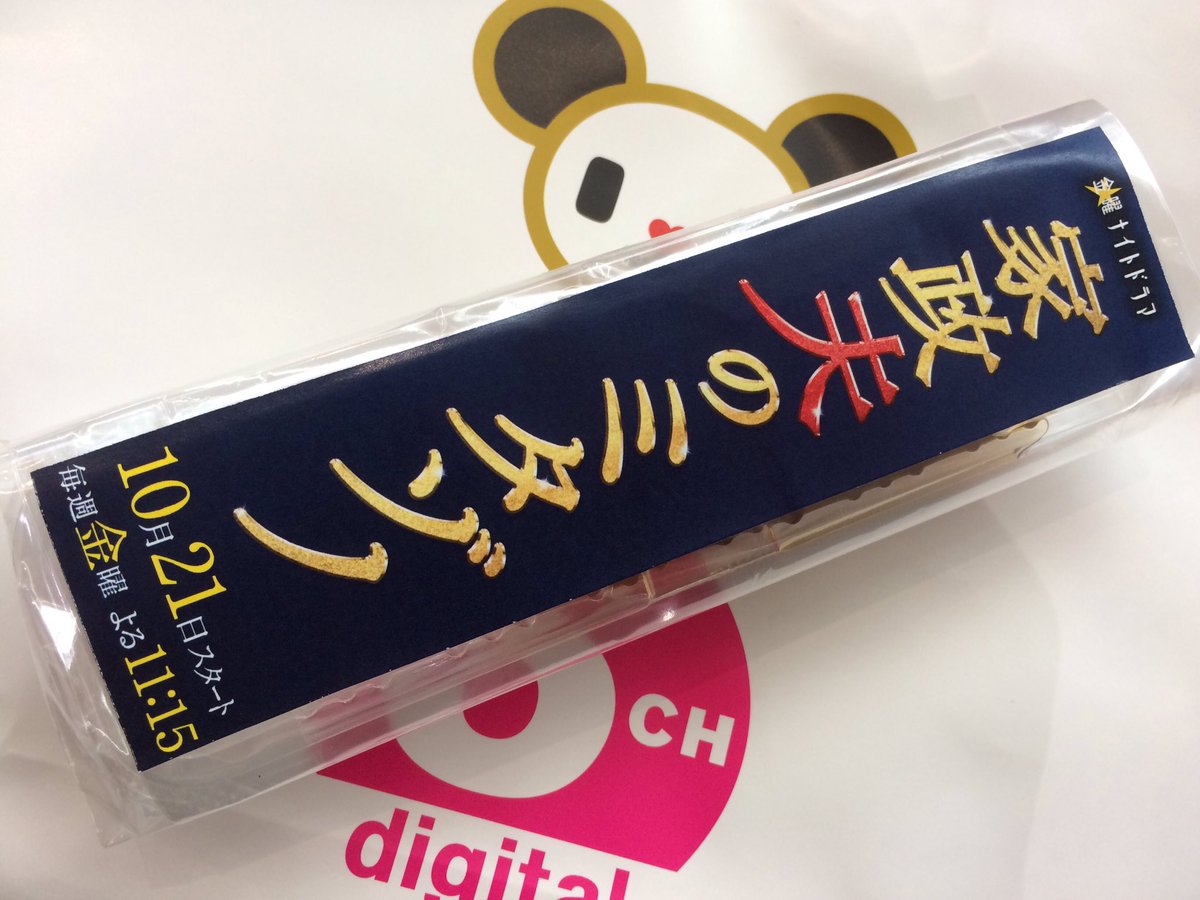 金曜ナイトドラマ
家政夫のミタゾノ
10月21日スタート
毎週金曜 よる11:15
CH
digital